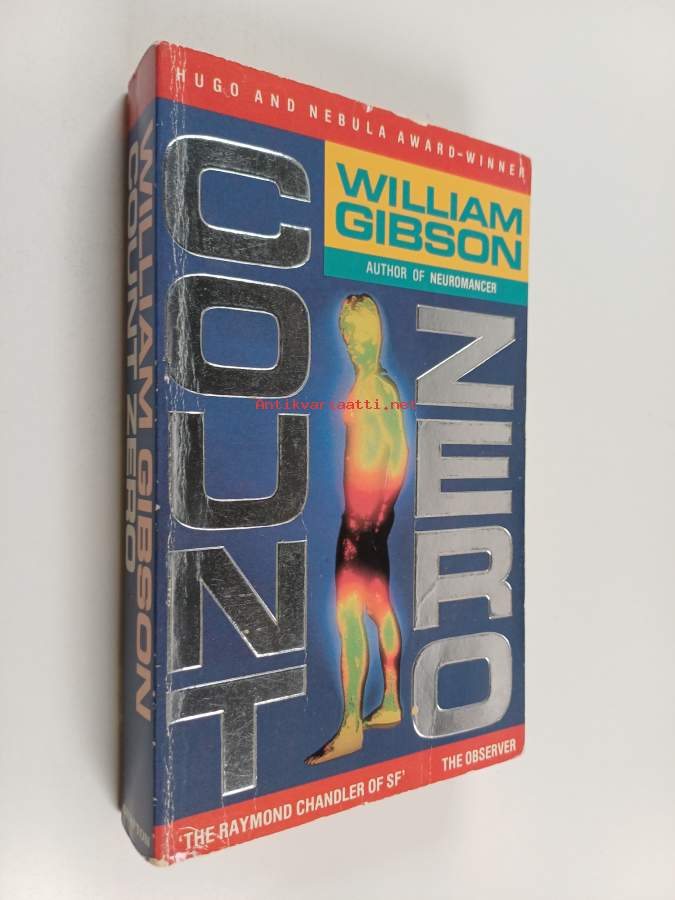 HUGO AND NEBULA AWARD-WINNER
WILLIAM
GIBSON
AUTHOR OF NEUROMANCER
COUNT
ZERO
'THE RAYMOND CHANDLER OF SF'
THE OBSERVER
WILLIAM GIBSON
COUNT ZERO
Antikvariaatti.net